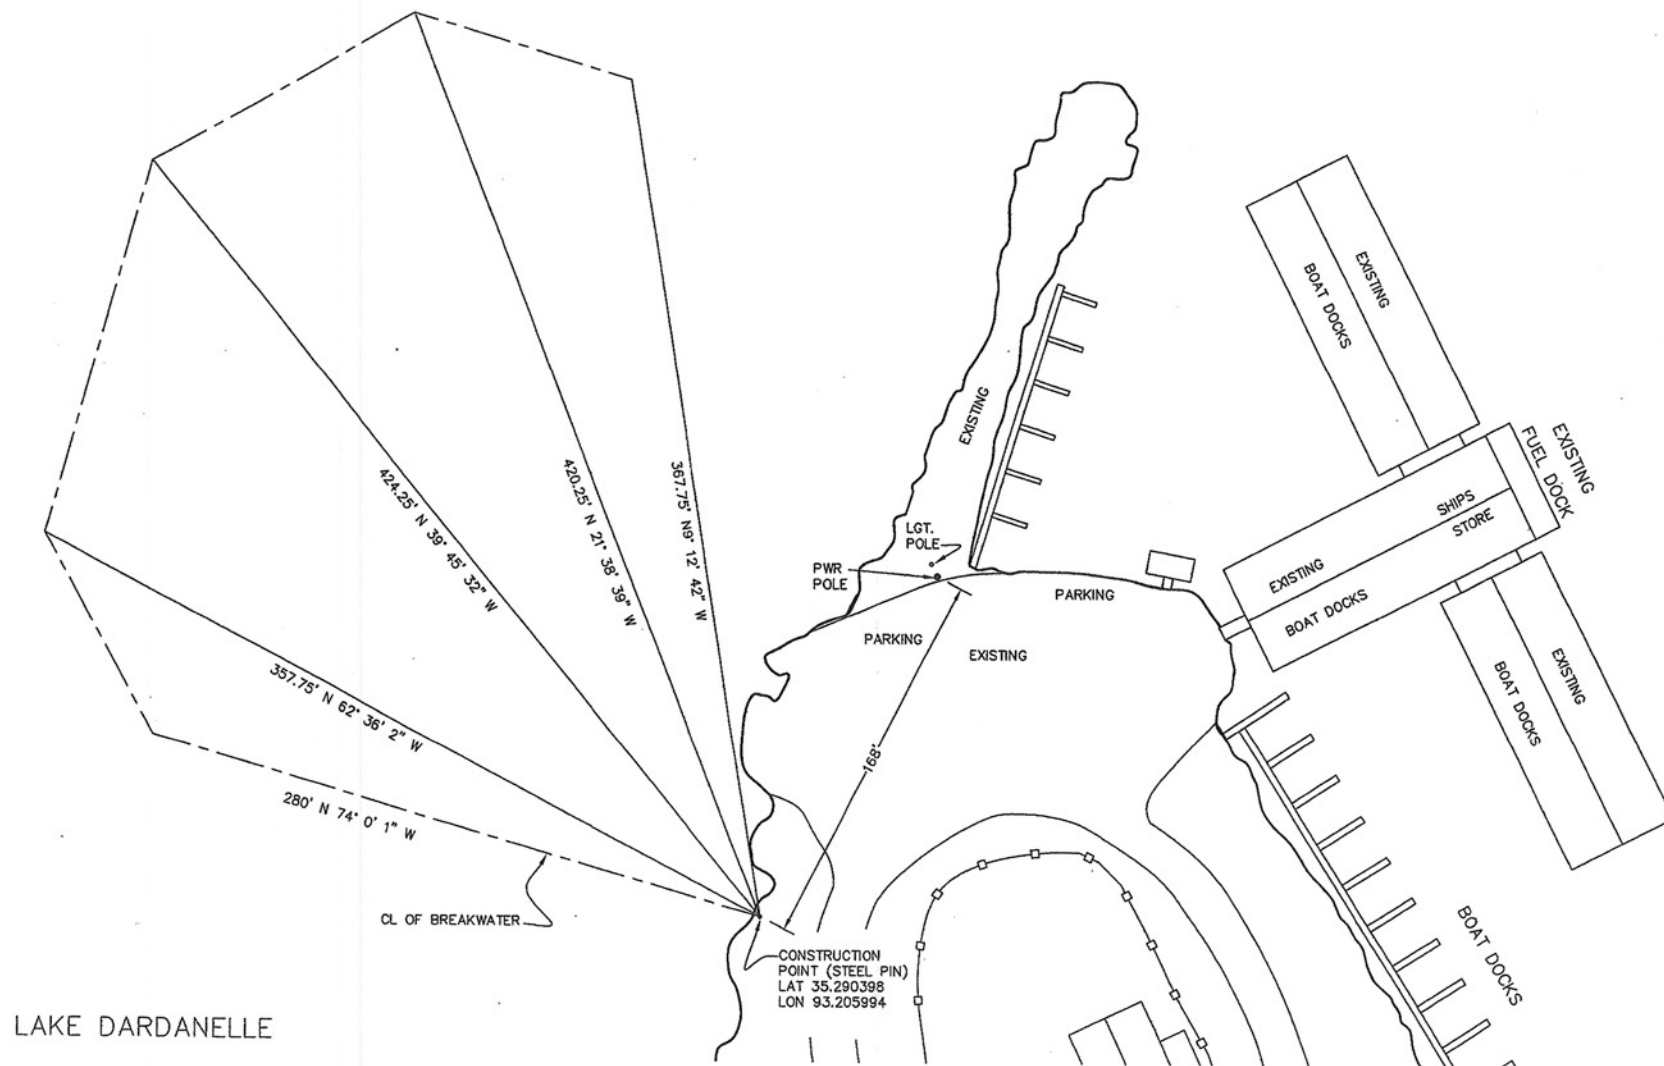 EXISTING
BOAT DOCKS
EXISTING
EXISTING
FUEL DOCK
SHIPS
STORE
EXISTING
BOAT DOCKS
EXISTING
BOAT DOCKS
BOAT DOCKS
424.25' N 39° 45' 32" W
420.25' N 21° 38' 39" W
367.75' N9° 12' 42" W
357.75' N 62° 36' 2" W
280' N 74° 0' 1" W
LGT.
POLE
PWR
POLE
PARKING
PARKING
EXISTING
168'
CL OF BREAKWATER
CONSTRUCTION
POINT (STEEL PIN)
LAT 35.290398
LON 93.205994
LAKE DARDANELLE